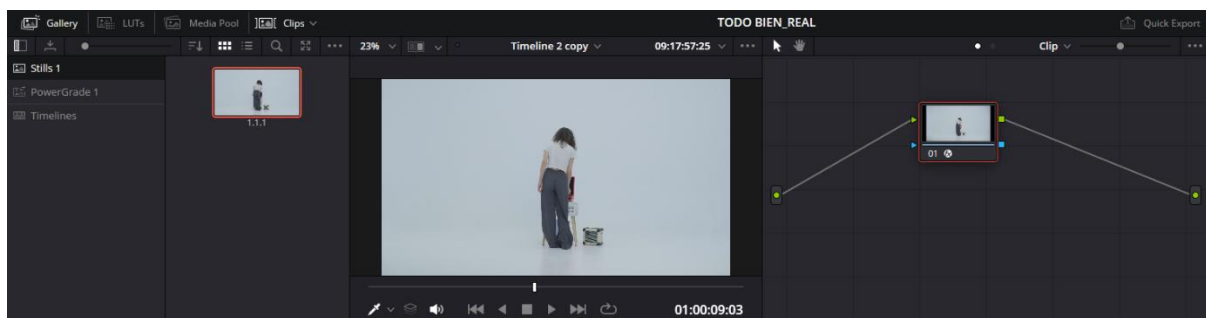 Gallery LUTs Media Pool Clips TODO BIEN_REAL Quick Export
23% Timeline 2 copy 09:17:57:25 Clip
Stills 1
PowerGrade 1
Timelines
1.1.1
01
01:00:09:03